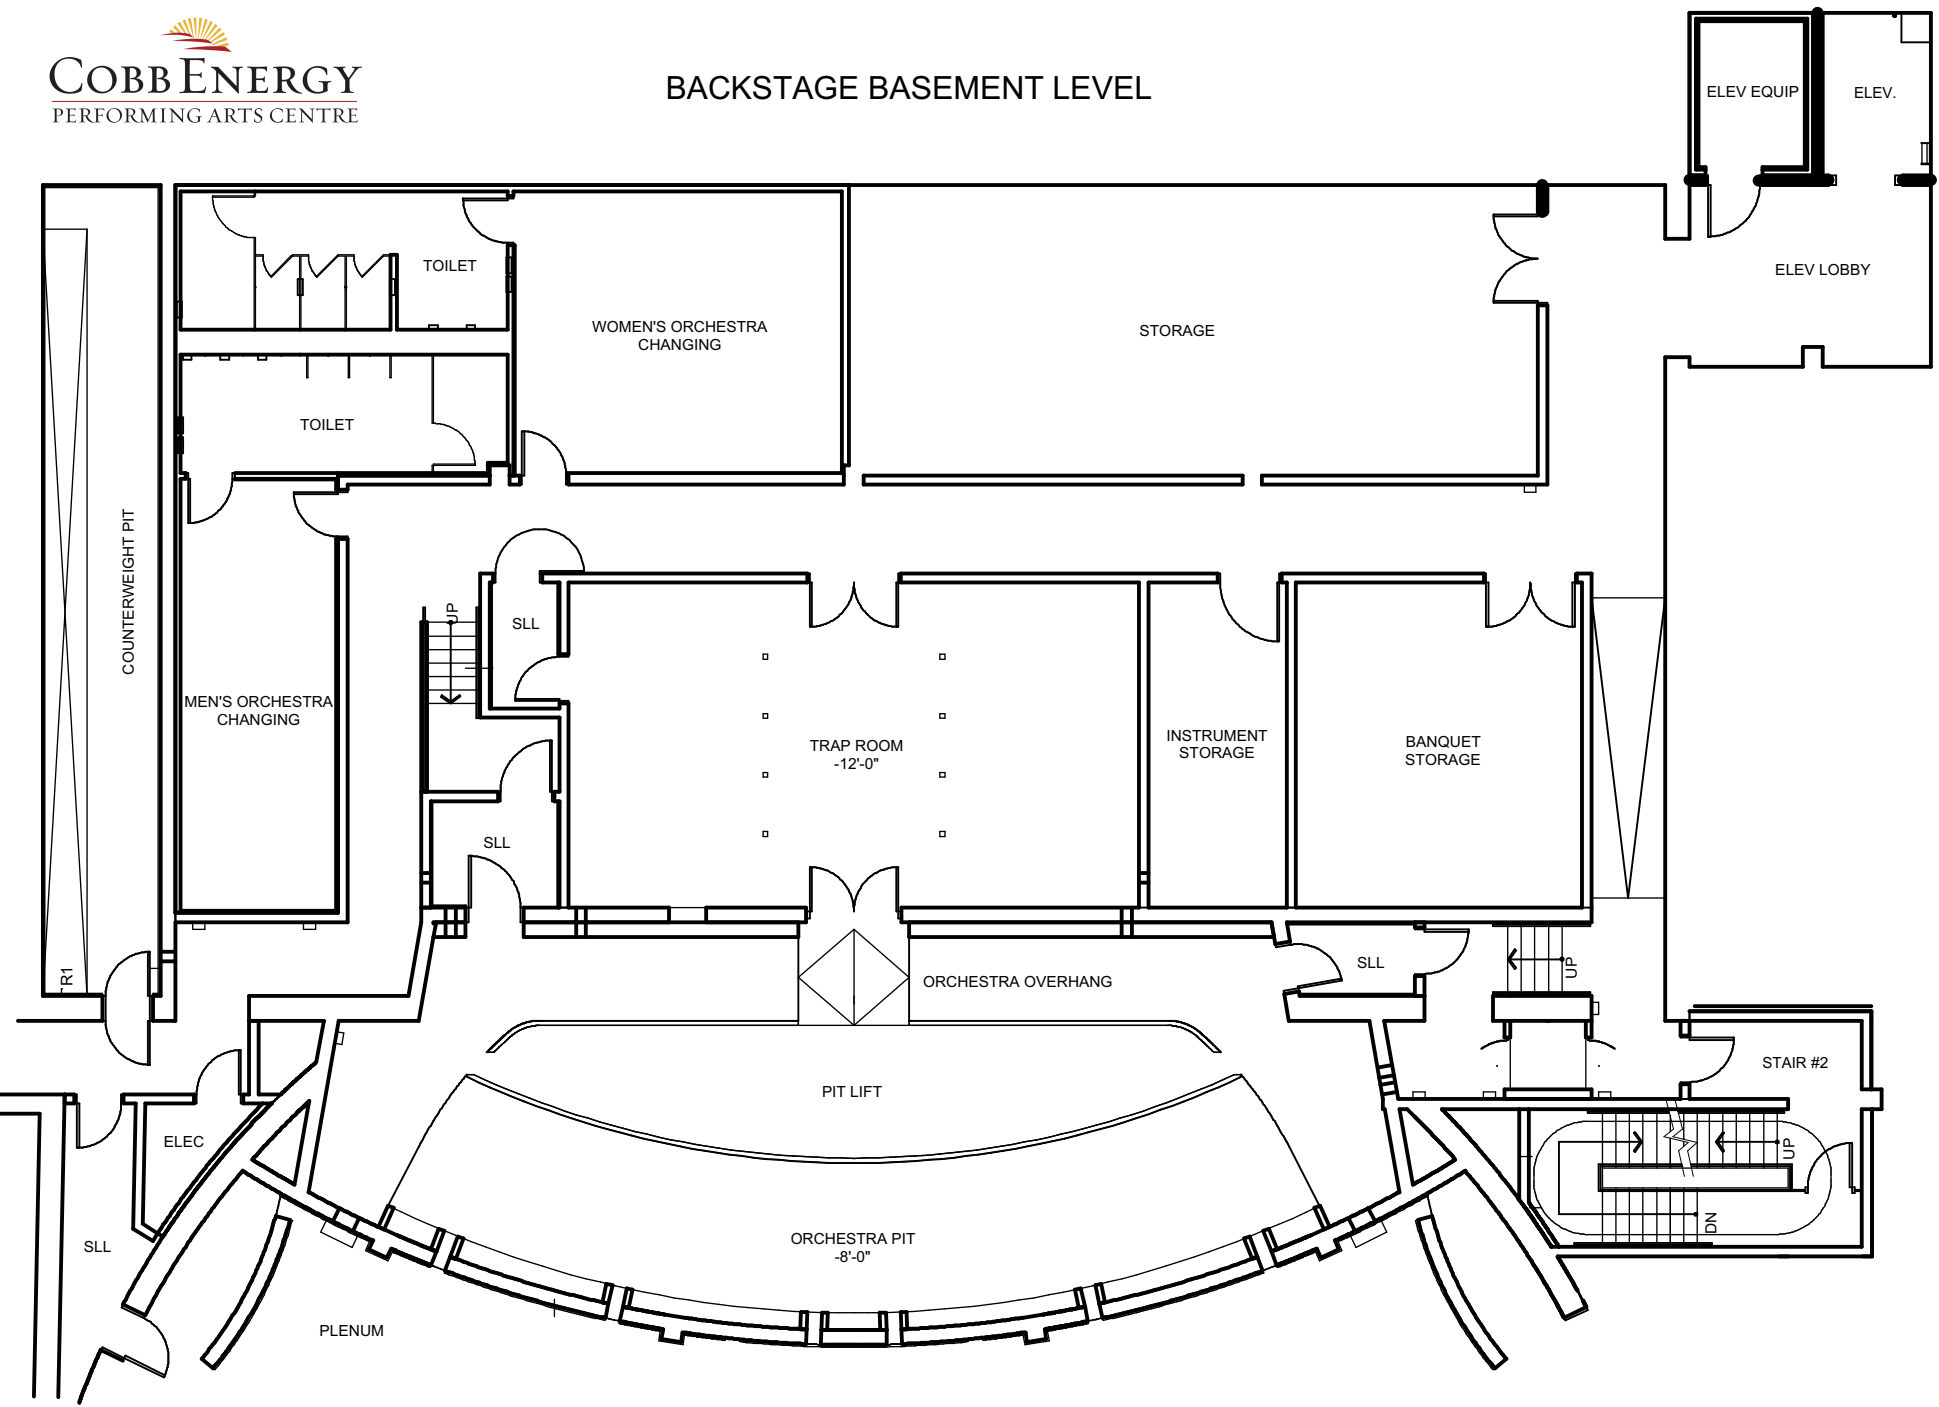 COBB ENERGY
PERFORMING ARTS CENTRE
BACKSTAGE BASEMENT LEVEL
ELEV EQUIP
ELEV.
TOILET
ELEV LOBBY
WOMEN'S ORCHESTRA
CHANGING
STORAGE
TOILET
COUNTERWEIGHT PIT
UP
SLL
MEN'S ORCHESTRA
CHANGING
TRAP ROOM
-12'-0"
INSTRUMENT
STORAGE
BANQUET
STORAGE
SLL
TR1
ORCHESTRA OVERHANG
SLL
UP
PIT LIFT
STAIR #2
ELEC
UP
DN
SLL
ORCHESTRA PIT
-8'-0"
PLENUM